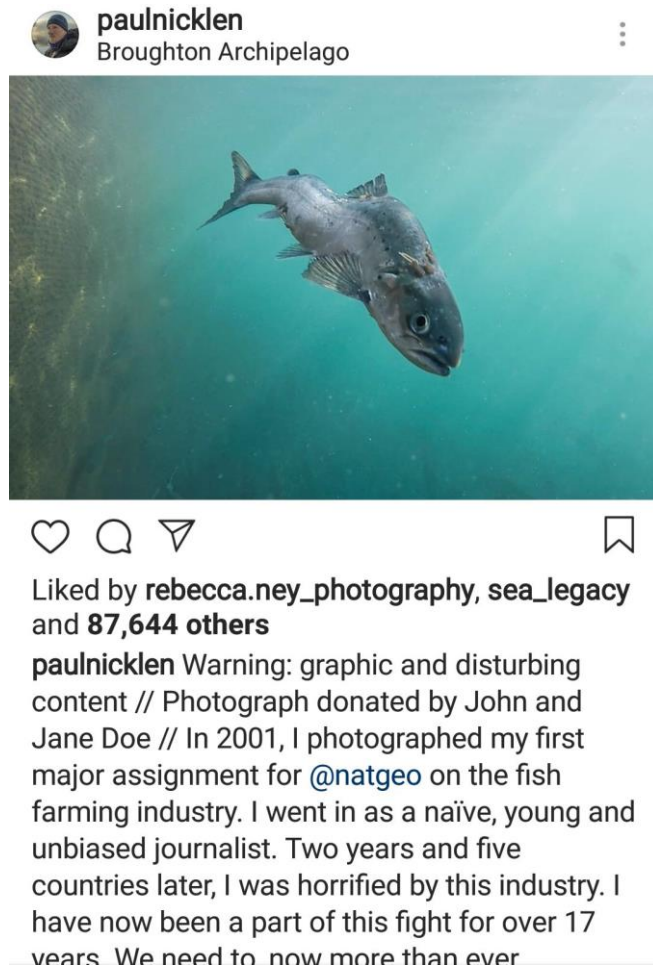 paulnicklen
Broughton Archipelago
Liked by rebecca.ney_photography, sea_legacy
and 87,644 others
paulnicklen Warning: graphic and disturbing
content // Photograph donated by John and
Jane Doe // In 2001, I photographed my first
major assignment for @natgeo on the fish
farming industry. I went in as a naïve, young and
unbiased journalist. Two years and five
countries later, I was horrified by this industry. I
have now been a part of this fight for over 17
years. We need to, now more than ever